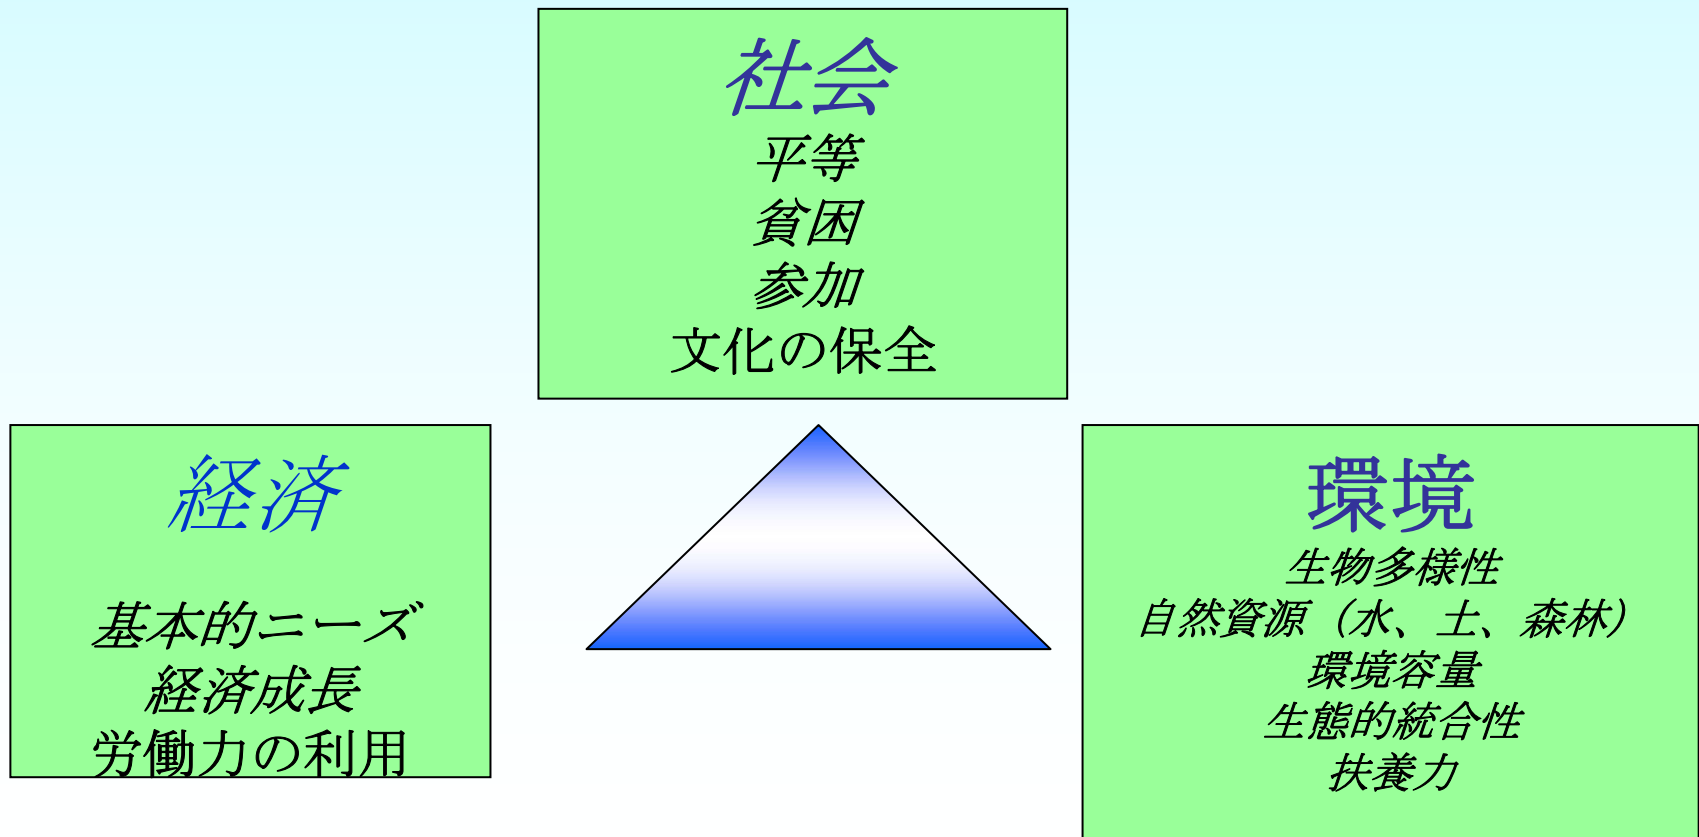 社会
平等
貧困
参加
文化の保全
経済
基本的ニーズ
経済成長
労働力の利用
環境
生物多様性
自然資源（水、土、森林）
環境容量
生態的統合性
扶養力